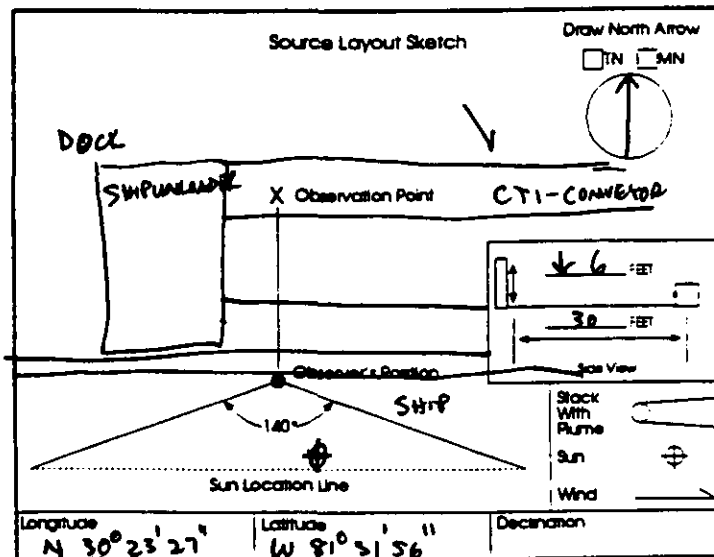 Source Layout Sketch
Draw North Arrow
TN MN
DOCK
SHIPUNLOADER
X Observation Point
CTI-CONVEYOR
6 FEET
30 FEET
Side View
Observer's Position
140°
SHIP
Sun Location Line
Stack
With
Plume
Sun
Wind
Longitude
N 30° 23' 27"
Latitude
W 81° 31' 56"
Declination